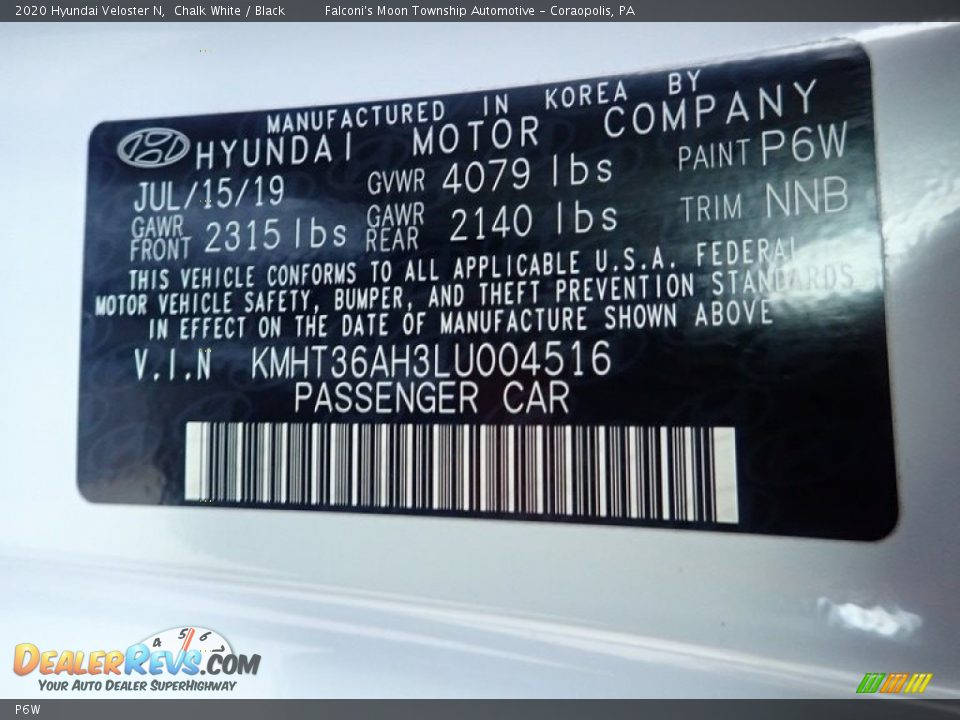 2020 Hyundai Veloster N, Chalk White / Black Falconi's Moon Township Automotive - Coraopolis, PA
MANUFACTURED IN KOREA BY
HYUNDAI MOTOR COMPANY
JUL/15/19 GVWR 4079 lbs PAINT P6W
GAWR FRONT 2315 lbs GAWR REAR 2140 lbs TRIM NNB
THIS VEHICLE CONFORMS TO ALL APPLICABLE U.S.A. FEDERAL
MOTOR VEHICLE SAFETY, BUMPER, AND THEFT PREVENTION STANDARDS
IN EFFECT ON THE DATE OF MANUFACTURE SHOWN ABOVE
V.I.N KMHT36AH3LU004516
PASSENGER CAR
4 5 6
DEALERREVS.COM
YOUR AUTO DEALER SUPERHIGHWAY
P6W